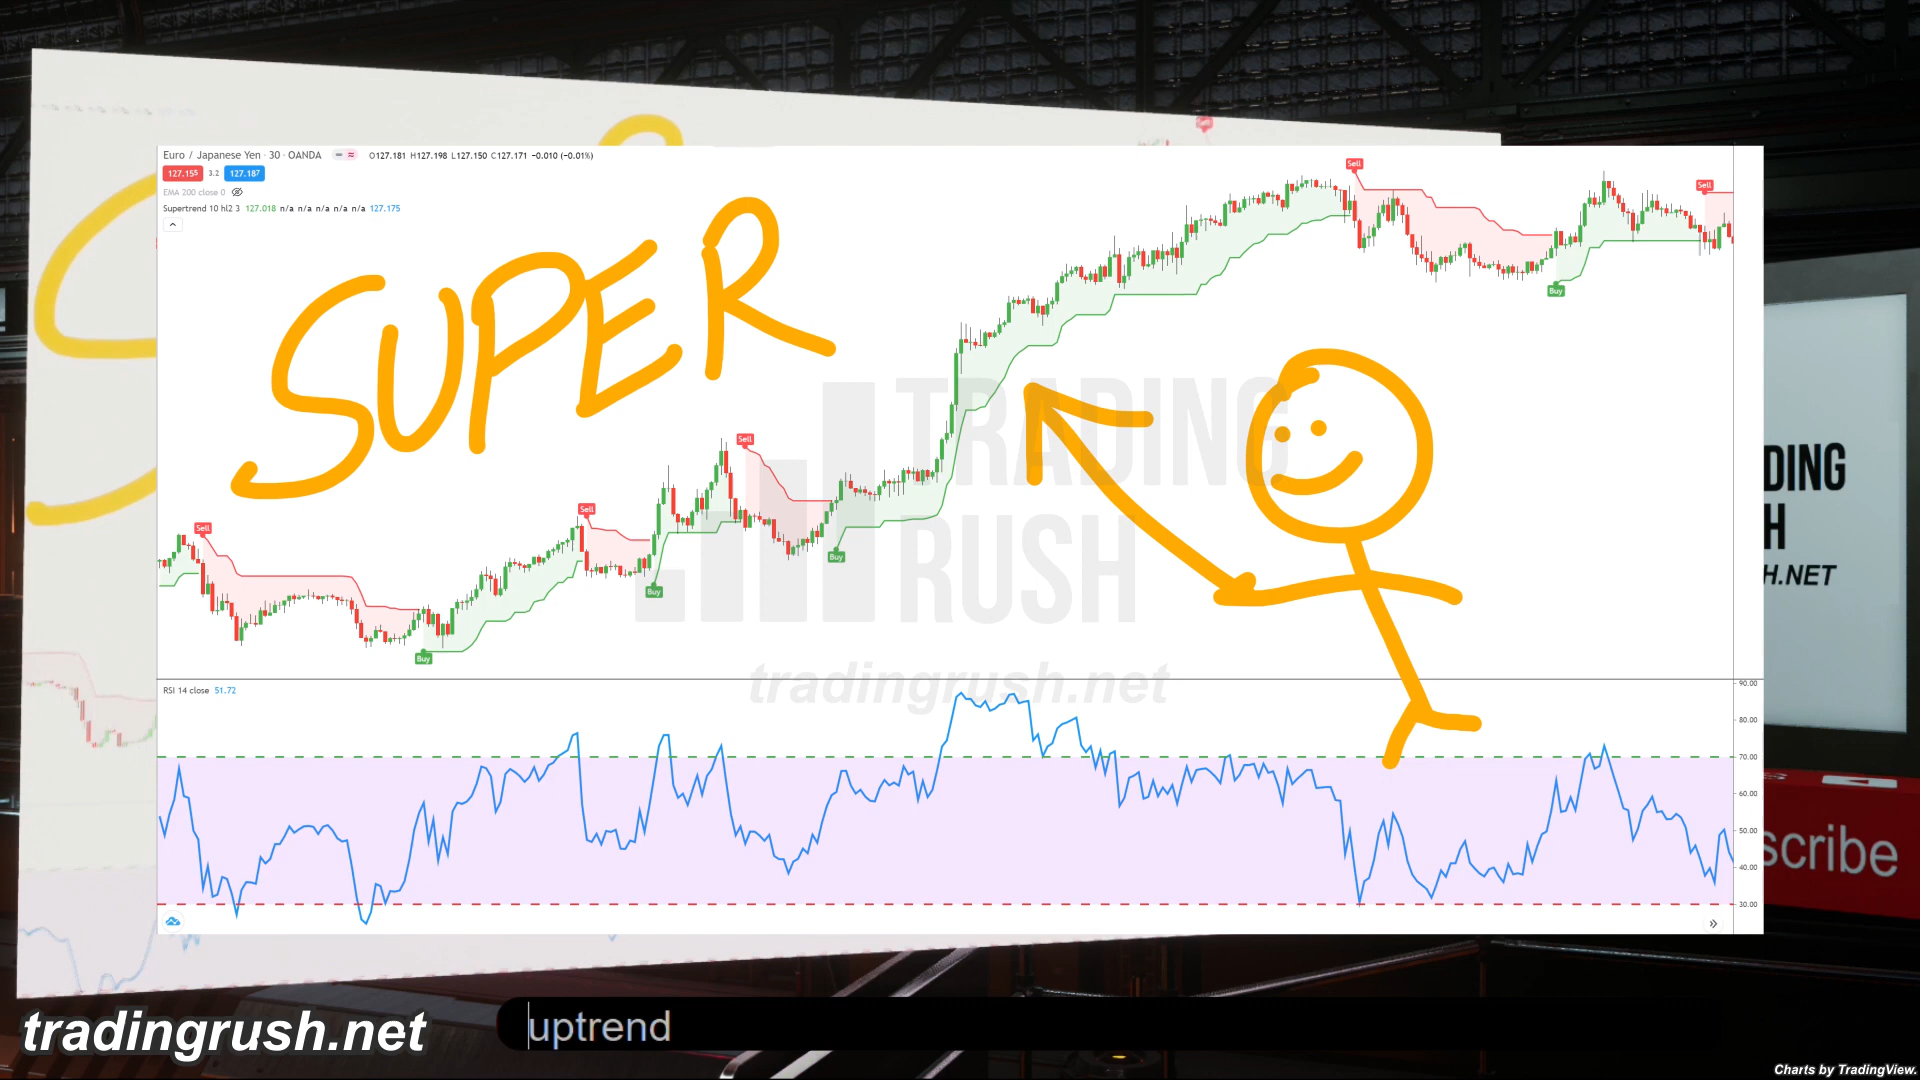 Euro / Japanese Yen · 30 · OANDA O127.181 H127.198 L127.150 C127.171 −0.010 (−0.01%)
127.155 3.2 127.187
EMA 200 close 0
Supertrend 10 hl2 3 127.018 n/a n/a n/a n/a n/a 127.175
SUPER
Sell
Sell
Sell
Buy
Sell
Sell
Buy
Buy
Sell
Buy
TRADING
RUSH
tradingrush.net
DING
H
H.NET
RSI 14 close 51.72
90.00
80.00
70.00
60.00
50.00
40.00
30.00
scribe
tradingrush.net
uptrend
Charts by TradingView.